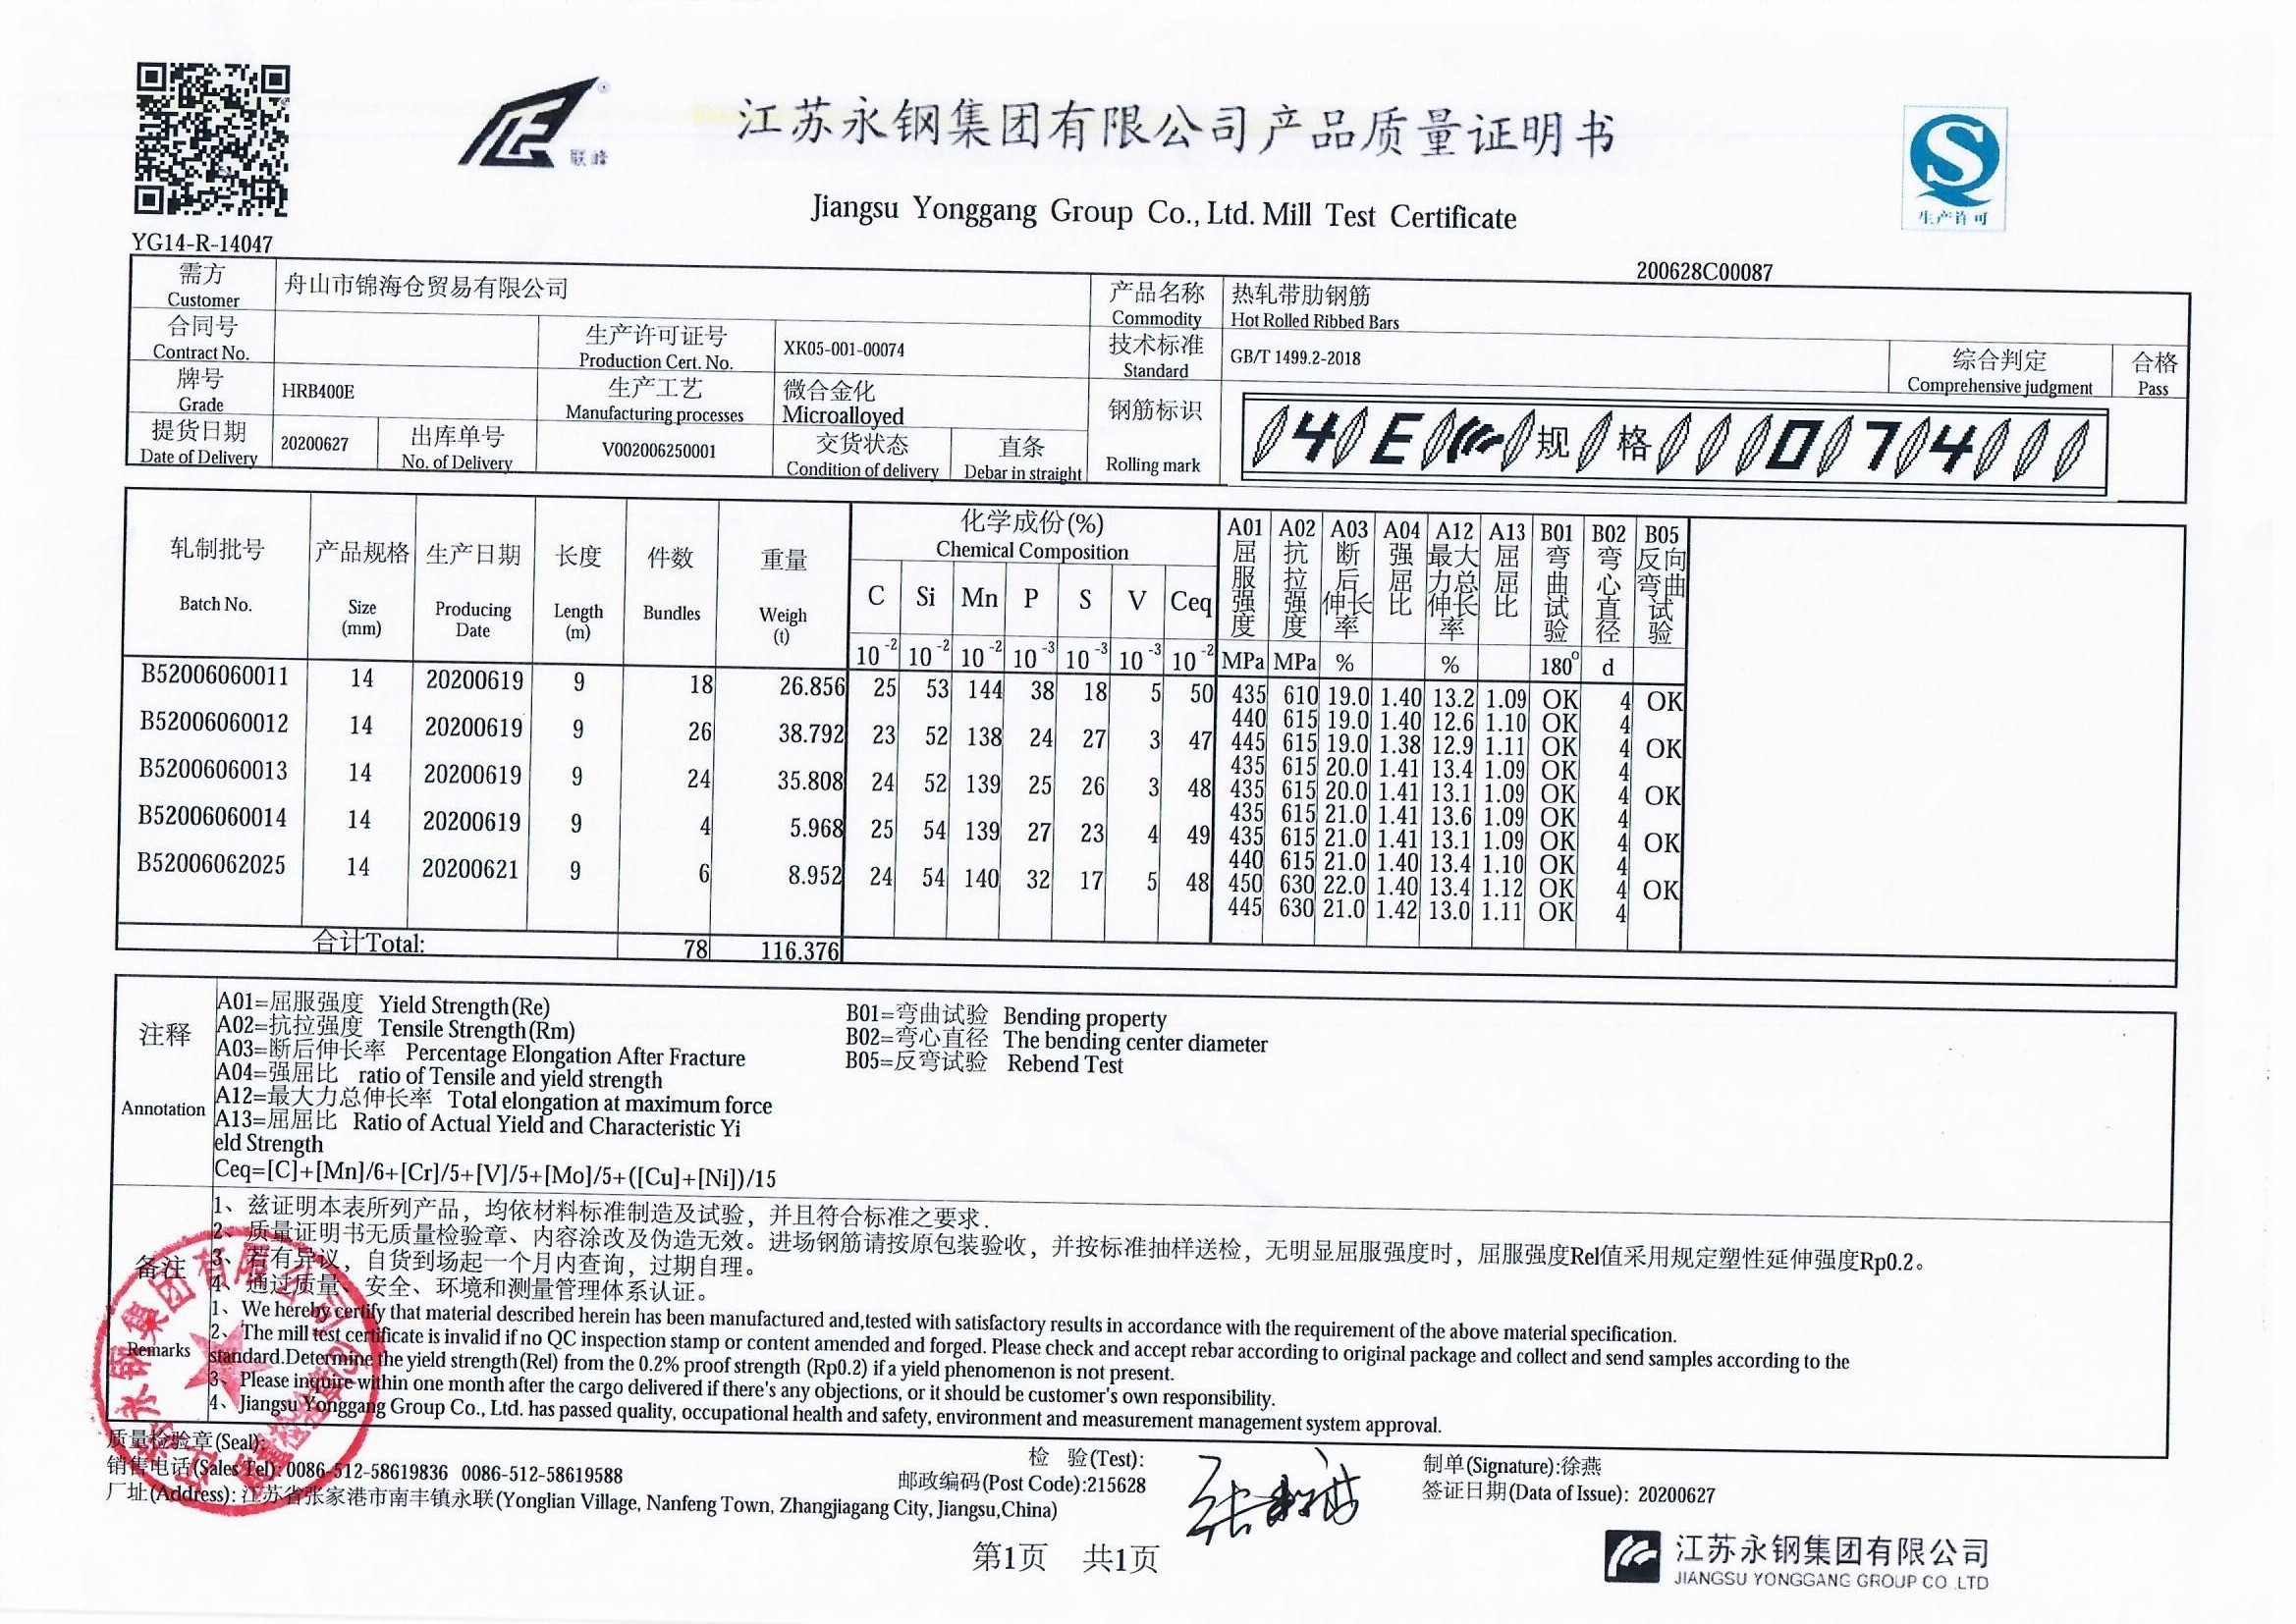 联峰
江苏永钢集团有限公司产品质量证明书
Jiangsu Yonggang Group Co., Ltd. Mill Test Certificate
生产许可
YG14-R-14047
200628C00087
需方 Customer 舟山市锦海仓贸易有限公司 产品名称 Commodity 热轧带肋钢筋 Hot Rolled Ribbed Bars
合同号 Contract No. 生产许可证号 Production Cert. No. XK05-001-00074 技术标准 Standard GB/T 1499.2-2018 综合判定 Comprehensive judgment 合格 Pass
牌号 Grade HRB400E 生产工艺 Manufacturing processes 微合金化 Microalloyed 钢筋标识 Rolling mark 4 E 规 格 0 7 4
提货日期 Date of Delivery 20200627 出库单号 No. of Delivery V002006250001 交货状态 Condition of delivery 直条 Debar in straight
轧制批号 Batch No. 产品规格 Size (mm) 生产日期 Producing Date 长度 Length (m) 件数 Bundles 重量 Weigh (t) 化学成份(%) Chemical Composition A01 屈服强度 A02 抗拉强度 A03 断后伸长率 A04 强屈比 A12 最大力总伸长率 A13 屈屈比 B01 弯曲试验 B02 弯心直径 B05 反向弯曲试验
C Si Mn P S V Ceq
10-2 10-2 10-2 10-3 10-3 10-3 10-2 MPa MPa % % 180° d
B52006060011 14 20200619 9 18 26.856 25 53 144 38 18 5 50 435 610 19.0 1.40 13.2 1.09 OK 4 OK
440 615 19.0 1.40 12.6 1.10 OK 4
B52006060012 14 20200619 9 26 38.792 23 52 138 24 27 3 47 445 615 19.0 1.38 12.9 1.11 OK 4 OK
435 615 20.0 1.41 13.4 1.09 OK 4
B52006060013 14 20200619 9 24 35.808 24 52 139 25 26 3 48 435 615 20.0 1.41 13.1 1.09 OK 4 OK
435 615 21.0 1.41 13.6 1.09 OK 4
B52006060014 14 20200619 9 4 5.968 25 54 139 27 23 4 49 435 615 21.0 1.41 13.1 1.09 OK 4 OK
440 615 21.0 1.40 13.4 1.10 OK 4
B52006062025 14 20200621 9 6 8.952 24 54 140 32 17 5 48 450 630 22.0 1.40 13.4 1.12 OK 4 OK
445 630 21.0 1.42 13.0 1.11 OK 4
合计Total: 78 116.376
注释 Annotation
A01=屈服强度 Yield Strength(Re)
A02=抗拉强度 Tensile Strength(Rm)
A03=断后伸长率 Percentage Elongation After Fracture
A04=强屈比 ratio of Tensile and yield strength
A12=最大力总伸长率 Total elongation at maximum force
A13=屈屈比 Ratio of Actual Yield and Characteristic Yi
eld Strength
Ceq=[C]+[Mn]/6+[Cr]/5+[V]/5+[Mo]/5+([Cu]+[Ni])/15
B01=弯曲试验 Bending property
B02=弯心直径 The bending center diameter
B05=反弯试验 Rebend Test
备注 Remarks
1、兹证明本表所列产品，均依材料标准制造及试验，并且符合标准之要求.
2、质量证明书无质量检验章、内容涂改及伪造无效。进场钢筋请按原包装验收，并按标准抽样送检，无明显屈服强度时，屈服强度Rel值采用规定塑性延伸强度Rp0.2。
3、若有异议，自货到场起一个月内查询，过期自理。
4、通过质量、安全、环境和测量管理体系认证。
1、We hereby certify that material described herein has been manufactured and,tested with satisfactory results in accordance with the requirement of the above material specification.
2、The mill test certificate is invalid if no QC inspection stamp or content amended and forged. Please check and accept rebar according to original package and collect and send samples according to the
standard.Determine the yield strength(Rel) from the 0.2% proof strength (Rp0.2) if a yield phenomenon is not present.
3、Please inquire within one month after the cargo delivered if there's any objections, or it should be customer's own responsibility.
4、Jiangsu Yonggang Group Co., Ltd. has passed quality, occupational health and safety, environment and measurement management system approval.
质量检验章(Seal): 检 验(Test): 制单(Signature):徐燕
销售电话(Sales Tel):0086-512-58619836 0086-512-58619588 邮政编码(Post Code):215628 签证日期(Data of Issue): 20200627
厂址(Address):江苏省张家港市南丰镇永联(Yonglian Village, Nanfeng Town, Zhangjiagang City, Jiangsu,China)
第1页 共1页
江苏永钢集团有限公司
JIANGSU YONGGANG GROUP CO.,LTD